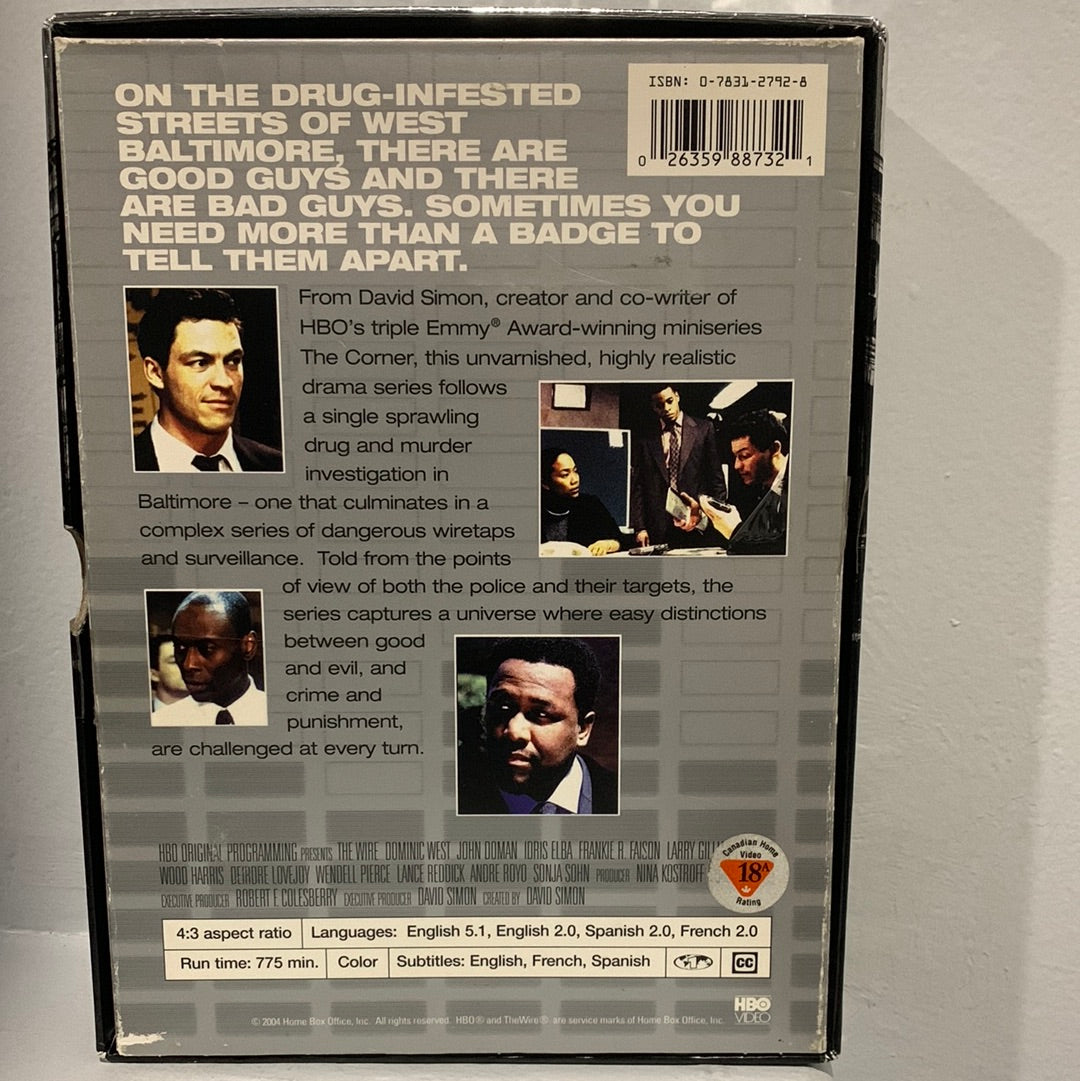 ISBN: 0-7831-2792-8
0 26359 88732 1
ON THE DRUG-INFESTED
STREETS OF WEST
BALTIMORE, THERE ARE
GOOD GUYS AND THERE
ARE BAD GUYS. SOMETIMES YOU
NEED MORE THAN A BADGE TO
TELL THEM APART.
From David Simon, creator and co-writer of
HBO's triple Emmy® Award-winning miniseries
The Corner, this unvarnished, highly realistic
drama series follows
a single sprawling
drug and murder
investigation in
Baltimore – one that culminates in a
complex series of dangerous wiretaps
and surveillance. Told from the points
of view of both the police and their targets, the
series captures a universe where easy distinctions
between good
and evil, and
crime and
punishment,
are challenged at every turn.
HBO ORIGINAL PROGRAMMING PRESENTS THE WIRE DOMINIC WEST JOHN DOMAN IDRIS ELBA FRANKIE R. FAISON LARRY
WOOD HARRIS DEIRDRE LOVEJOY WENDELL PIERCE LANCE REDDICK ANDRE ROYO SONJA SOHN PRODUCER NINA KOSTROFF
EXECUTIVE PRODUCER ROBERT F. COLESBERRY EXECUTIVE PRODUCER DAVID SIMON CREATED BY DAVID SIMON
Canadian Home
Video
18A
Rating
4:3 aspect ratio Languages: English 5.1, English 2.0, Spanish 2.0, French 2.0
Run time: 775 min. Color Subtitles: English, French, Spanish 1 CC
HBO
VIDEO
© 2004 Home Box Office, Inc. All rights reserved. HBO® and The Wire® are service marks of Home Box Office, Inc.